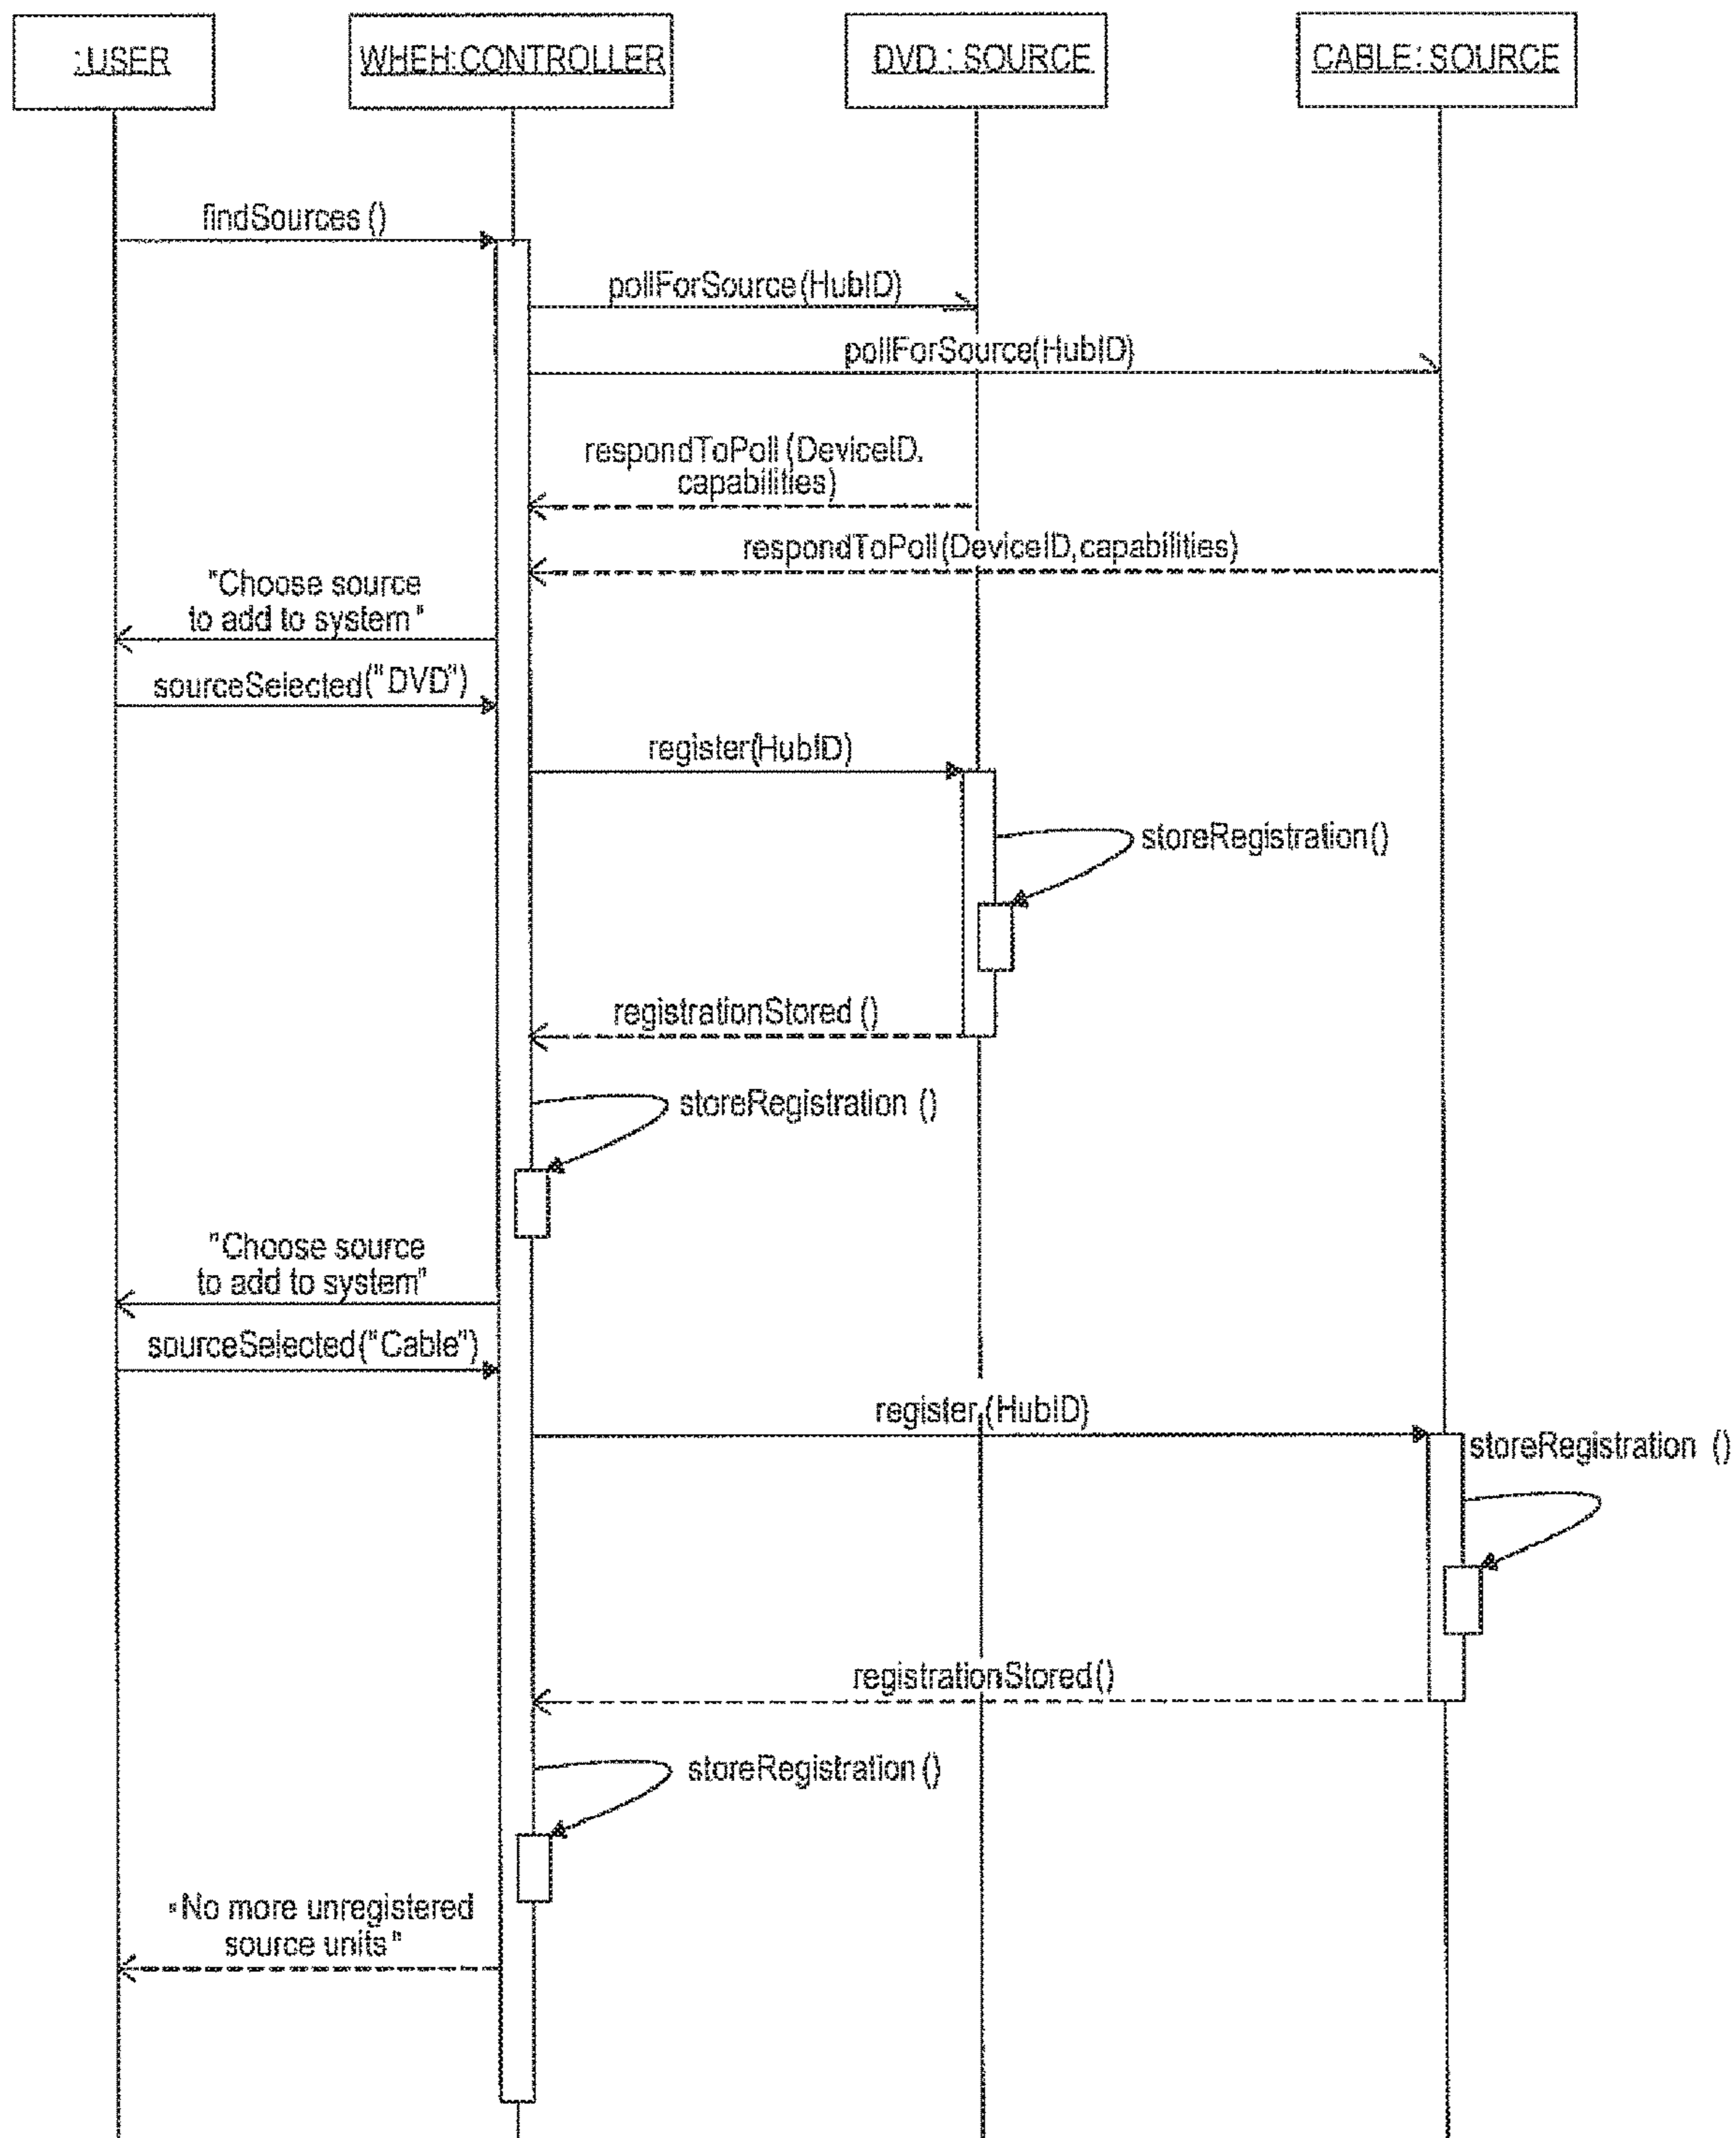 :USER
WHEH:CONTROLLER
DVD : SOURCE
CABLE: SOURCE
findSources ()
pollForSource (HubID)
pollForSource(HubID)
respondToPoll (DeviceID,
capabilities)
respondToPoll (DeviceID, capabilities)
"Choose source
to add to system"
sourceSelected("DVD")
register(HubID)
storeRegistration()
registrationStored ()
storeRegistration ()
"Choose source
to add to system"
sourceSelected("Cable")
register (HubID)
storeRegistration ()
registrationStored()
storeRegistration ()
"No more unregistered
source units"